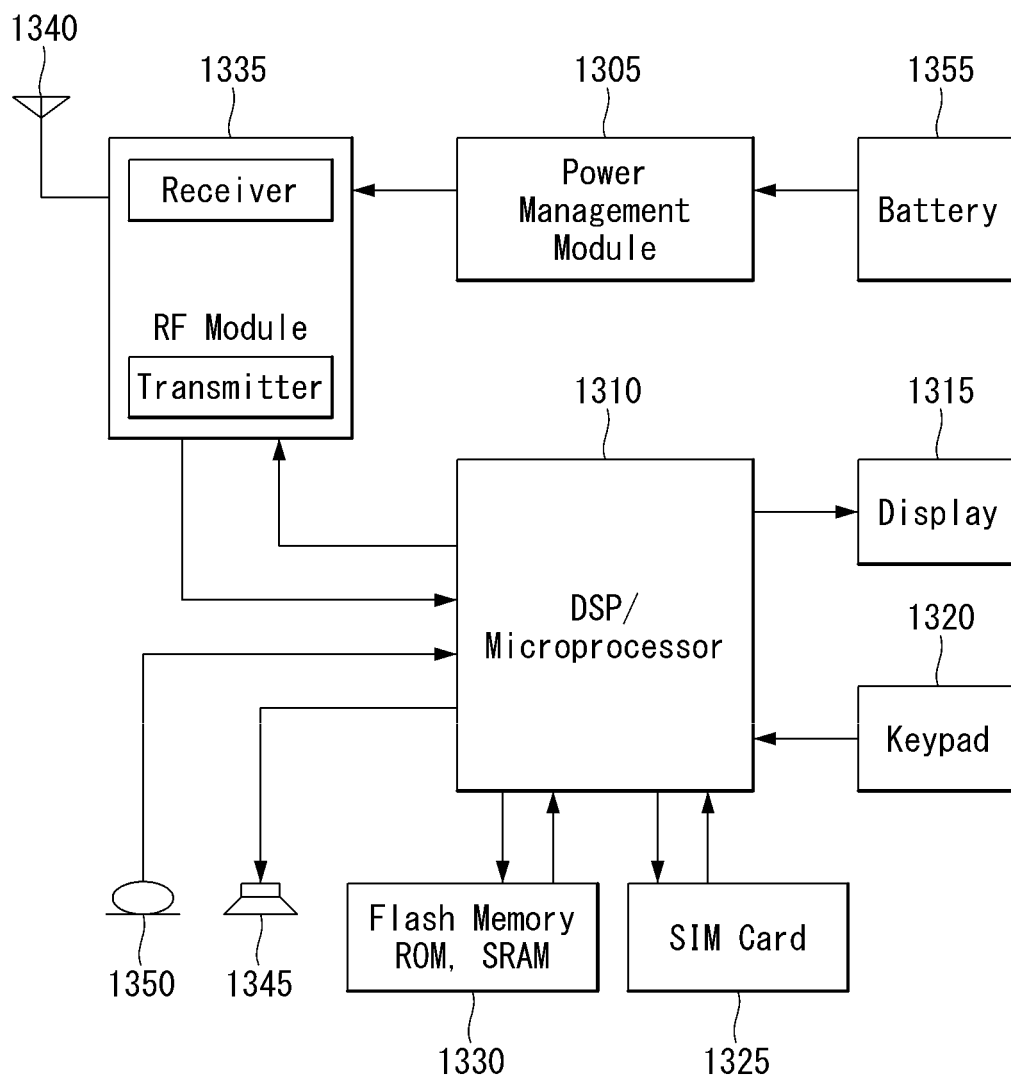 1340
1335
1305
1355
Receiver
RF Module
Transmitter
Power
Management
Module
Battery
1310
1315
DSP/
Microprocessor
Display
1320
Keypad
1350
1345
Flash Memory
ROM, SRAM
SIM Card
1330
1325